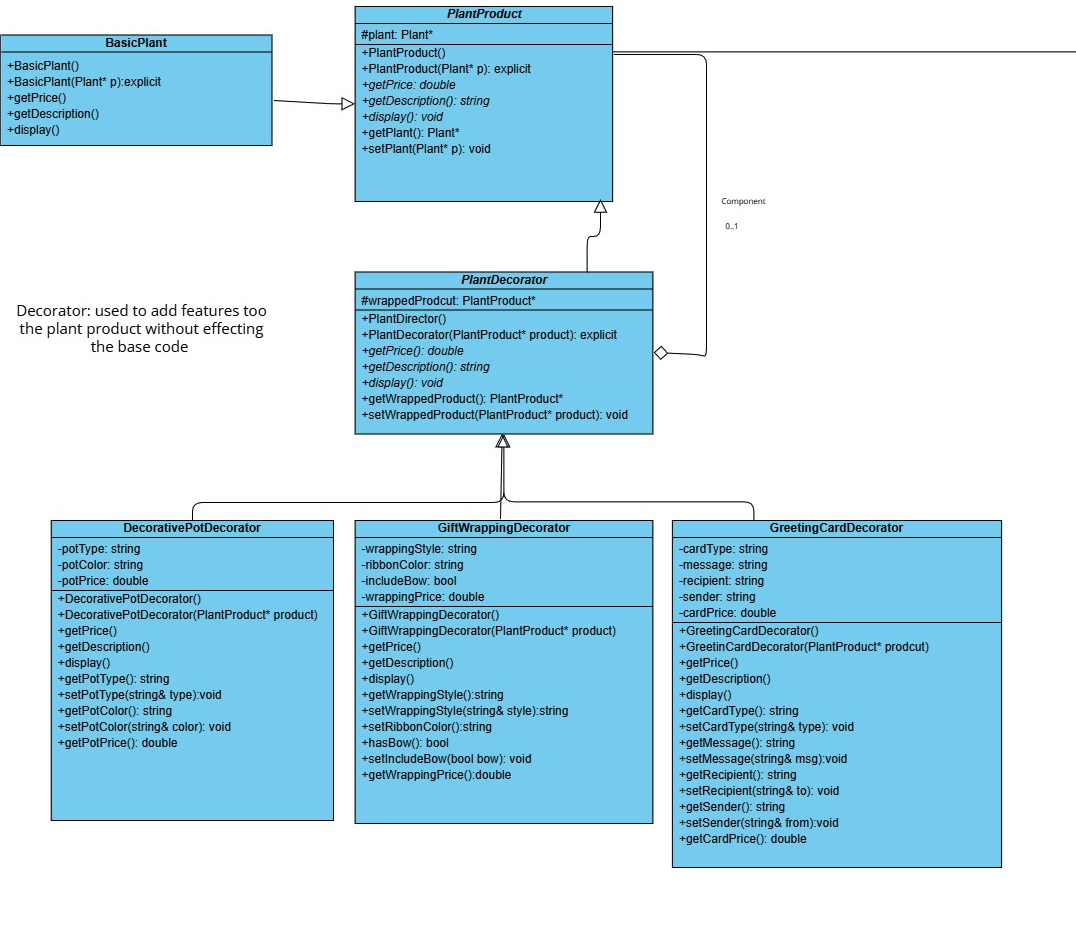 PlantProduct
#plant: Plant*
+PlantProduct()
+PlantProduct(Plant* p): explicit
+getPrice: double
+getDescription(): string
+display(): void
+getPlant(): Plant*
+setPlant(Plant* p): void
BasicPlant
+BasicPlant()
+BasicPlant(Plant* p):explicit
+getPrice()
+getDescription()
+display()
Component
0..1
Decorator: used to add features too
the plant product without effecting
the base code
PlantDecorator
#wrappedProdcut: PlantProduct*
+PlantDirector()
+PlantDecorator(PlantProduct* product): explicit
+getPrice(): double
+getDescription(): string
+display(): void
+getWrappedProduct(): PlantProduct*
+setWrappedProduct(PlantProduct* product): void
DecorativePotDecorator
-potType: string
-potColor: string
-potPrice: double
+DecorativePotDecorator()
+DecorativePotDecorator(PlantProduct* product)
+getPrice()
+getDescription()
+display()
+getPotType(): string
+setPotType(string& type):void
+getPotColor(): string
+setPotColor(string& color): void
+getPotPrice(): double
GiftWrappingDecorator
-wrappingStyle: string
-ribbonColor: string
-includeBow: bool
-wrappingPrice: double
+GiftWrappingDecorator()
+GiftWrappingDecorator(PlantProduct* product)
+getPrice()
+getDescription()
+display()
+getWrappingStyle():string
+setWrappingStyle(string& style):string
+setRibbonColor():string
+hasBow(): bool
+setIncludeBow(bool bow): void
+getWrappingPrice():double
GreetingCardDecorator
-cardType: string
-message: string
-recipient: string
-sender: string
-cardPrice: double
+GreetingCardDecorator()
+GreetinCardDecorator(PlantProduct* prodcut)
+getPrice()
+getDescription()
+display()
+getCardType(): string
+setCardType(string& type): void
+getMessage(): string
+setMessage(string& msg):void
+getRecipient(): string
+setRecipient(string& to): void
+getSender(): string
+setSender(string& from):void
+getCardPrice(): double